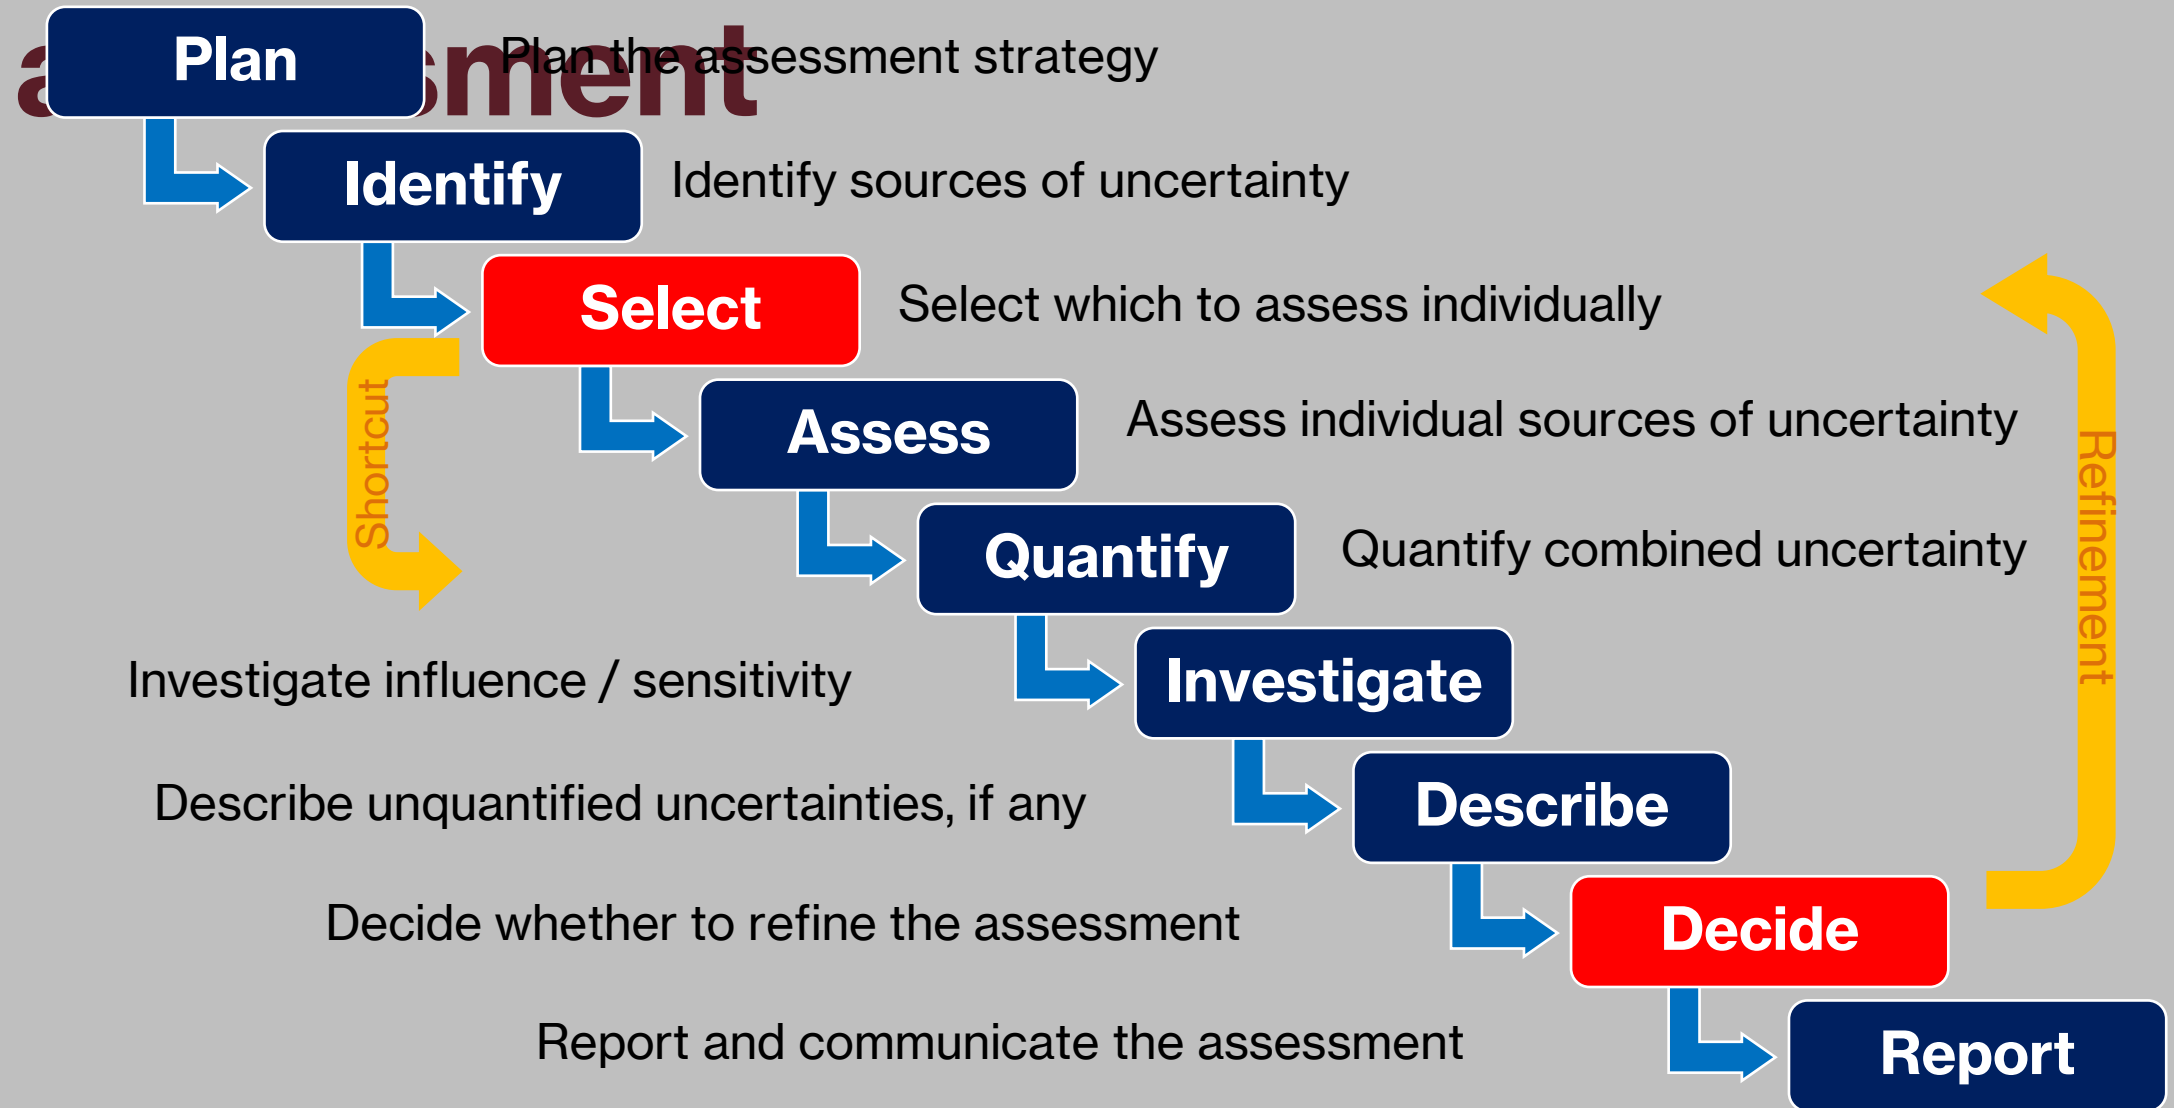 Plan
Plan the assessment strategy
Identify
Identify sources of uncertainty
Select
Select which to assess individually
Shortcut
Assess
Assess individual sources of uncertainty
Refinement
Quantify
Quantify combined uncertainty
Investigate
Investigate influence / sensitivity
Describe
Describe unquantified uncertainties, if any
Decide
Decide whether to refine the assessment
Report
Report and communicate the assessment